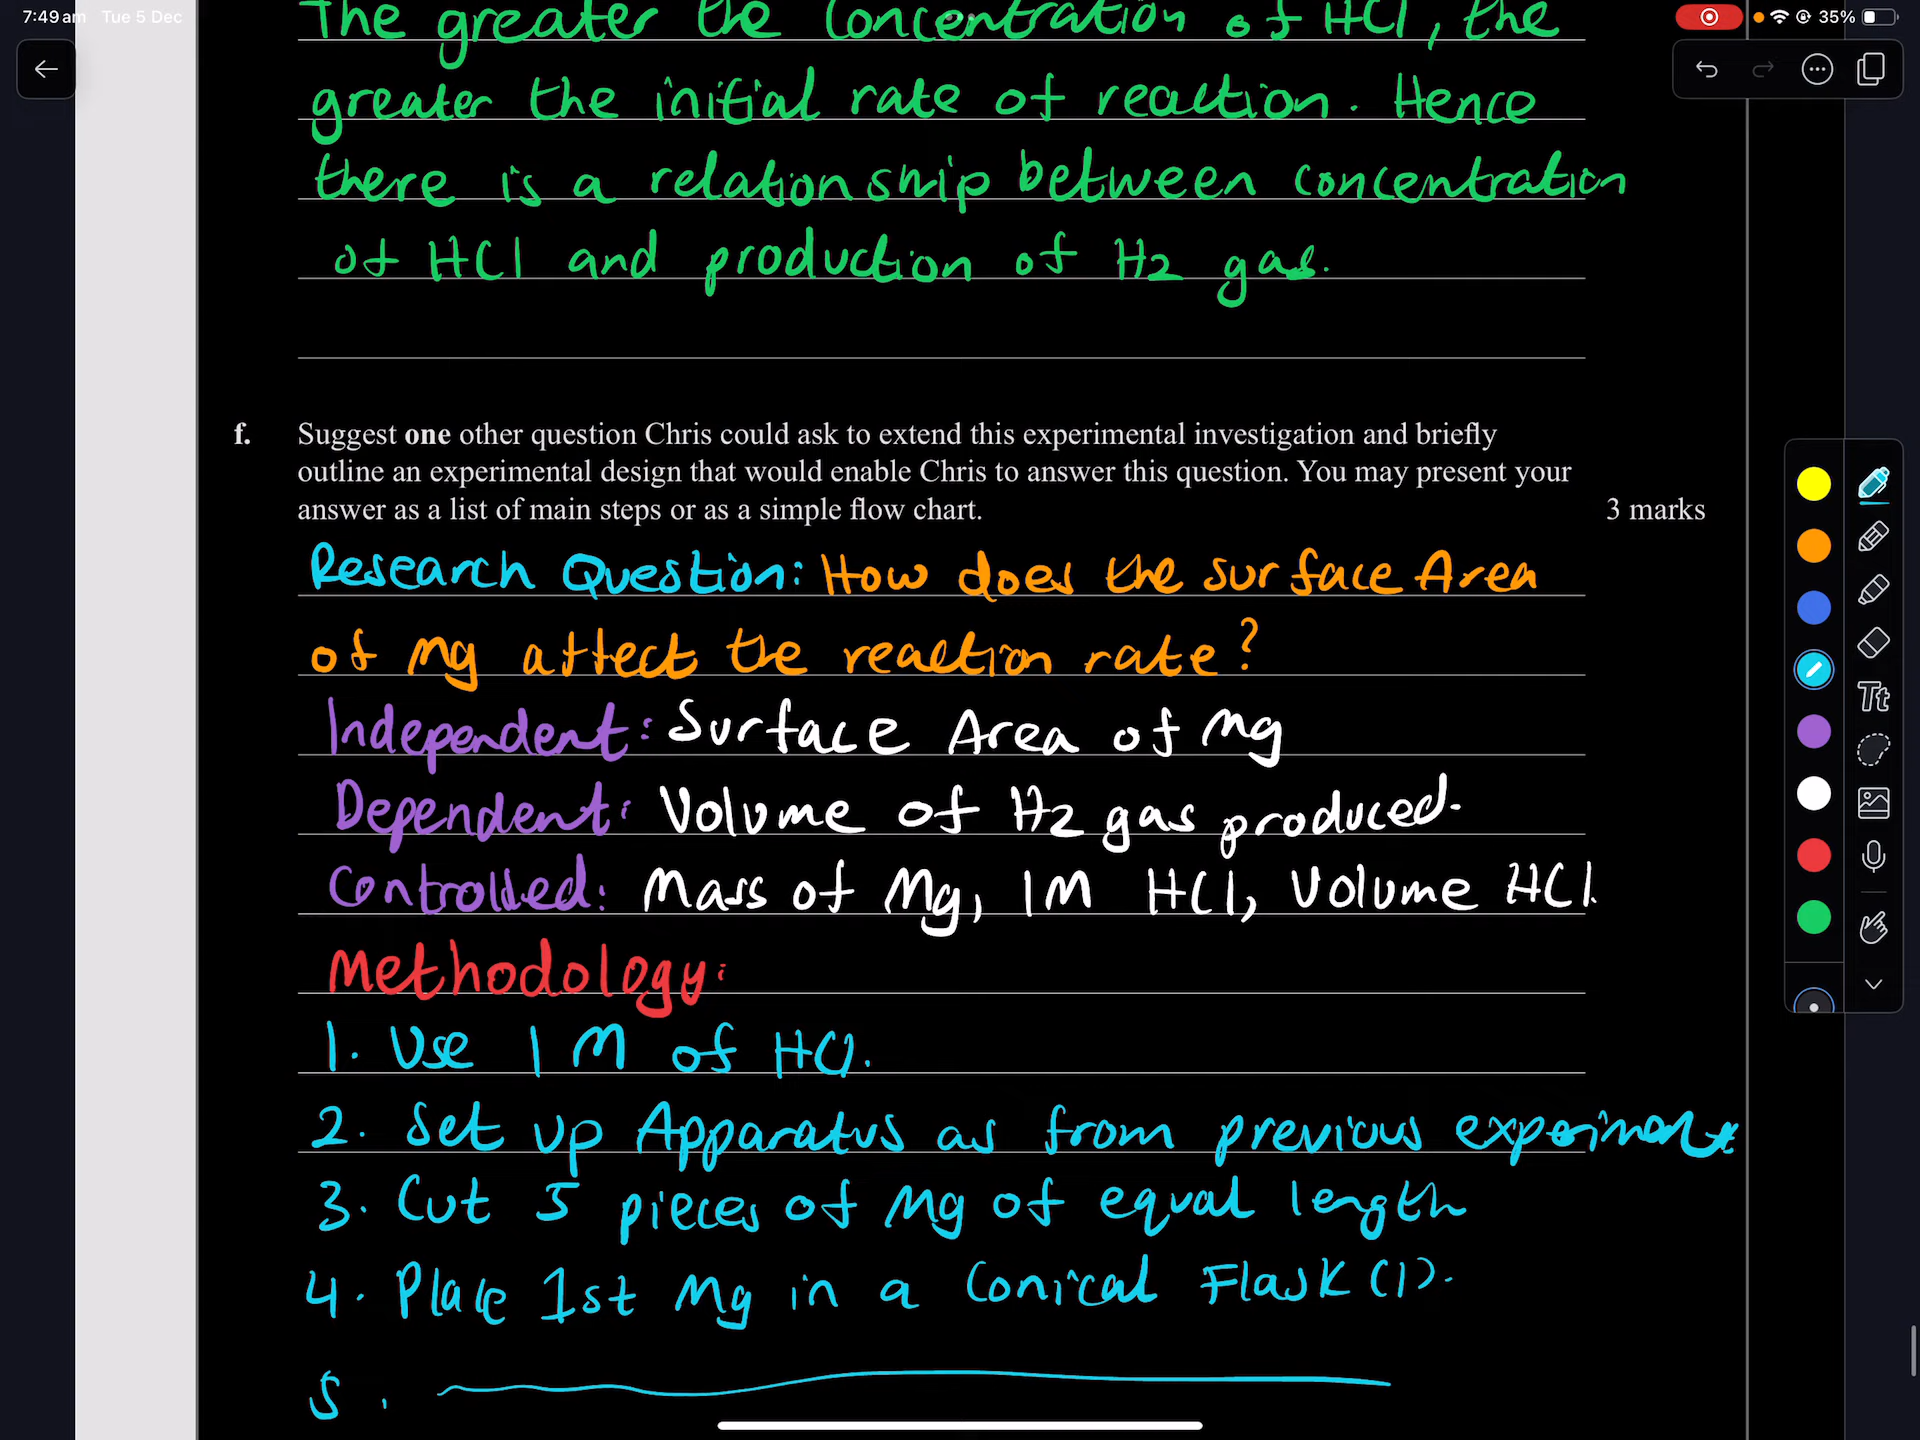 7:49 am Tue 5 Dec
35%
The greater the concentration of HCl, the
greater the initial rate of reaction. Hence
there is a relationship between concentration
of HCl and production of H2 gas.
f. Suggest one other question Chris could ask to extend this experimental investigation and briefly
outline an experimental design that would enable Chris to answer this question. You may present your
answer as a list of main steps or as a simple flow chart. 3 marks
Research Question: How does the surface Area
of Mg affect the reaction rate?
Independent: Surface Area of Mg
Dependent: Volume of H2 gas produced.
Controlled: Mass of Mg, 1M HCl, Volume HCl.
Methodology:
1. Use 1 M of HCl.
2. Set up Apparatus as from previous experiment.
3. Cut 5 pieces of Mg of equal length
4. Place 1st Mg in a Conical Flask (1).
5.
Tt